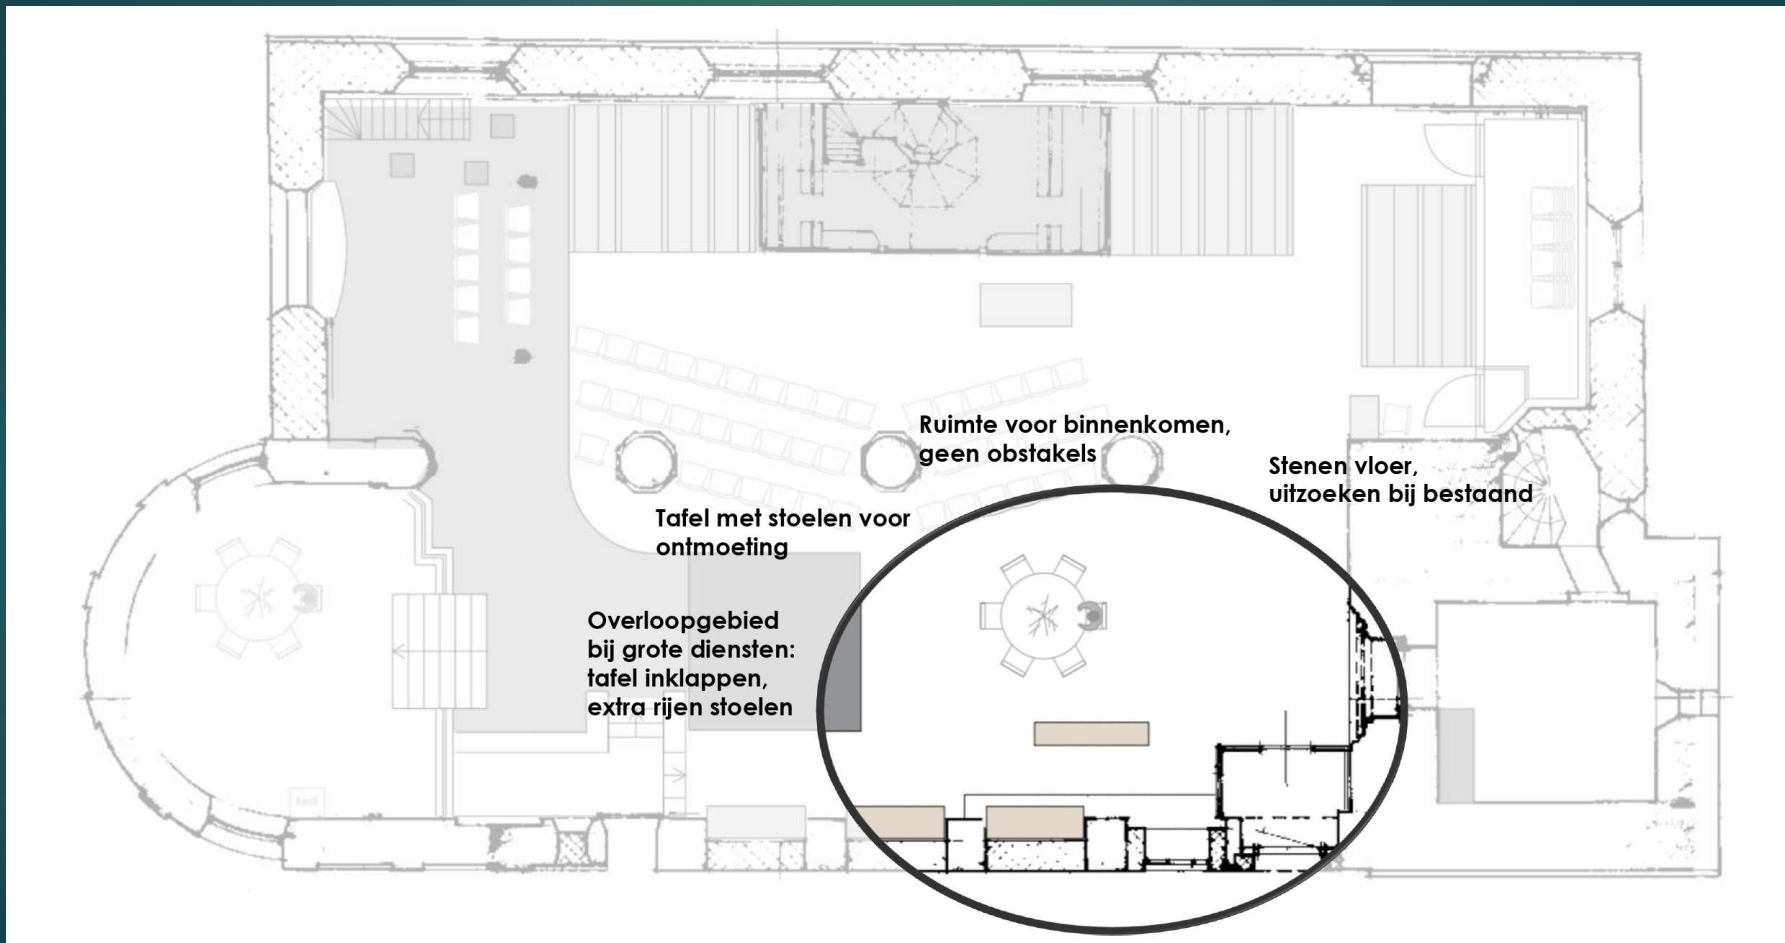 Ruimte voor binnenkomen,
geen obstakels
Stenen vloer,
uitzoeken bij bestaand
Tafel met stoelen voor
ontmoeting
Overloopgebied
bij grote diensten:
tafel inklappen,
extra rijen stoelen